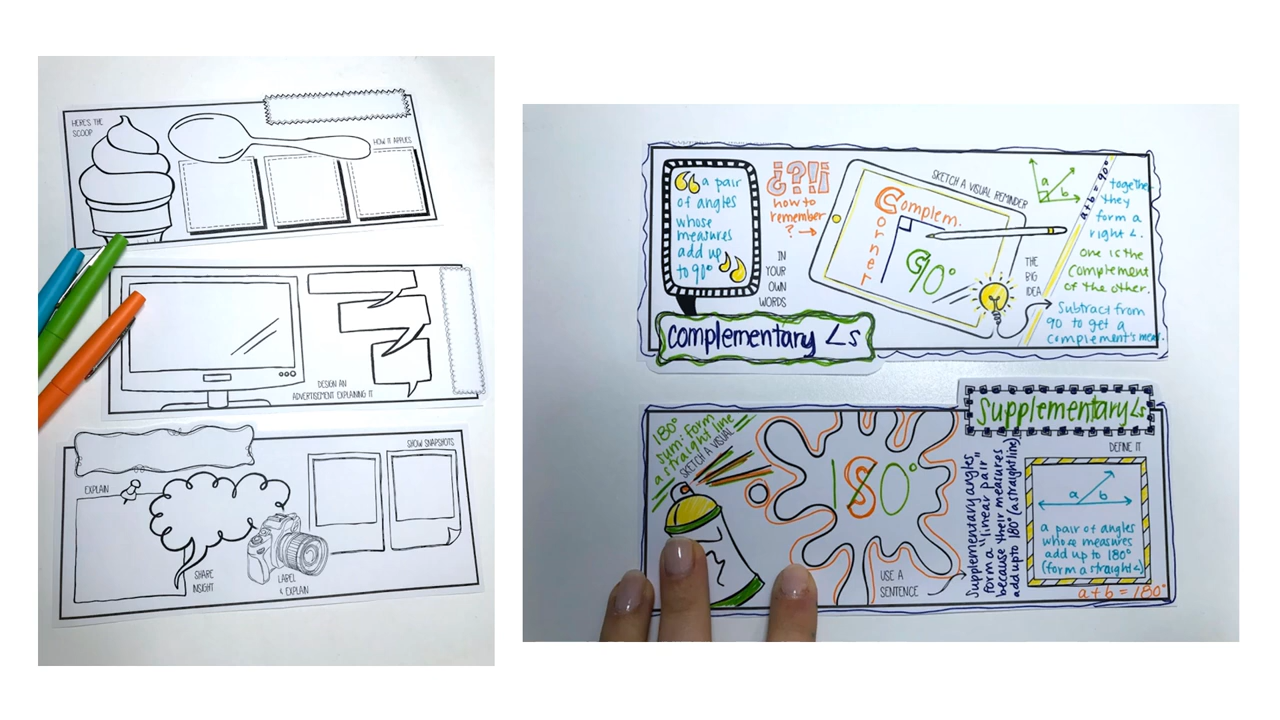 HERE'S THE
SCOOP
HOW IT APPLIES
DESIGN AN
ADVERTISEMENT EXPLAINING IT
SHOW SNAPSHOTS
EXPLAIN
SHARE
INSIGHT
LABEL
& EXPLAIN
a pair
of angles
whose
measures
add up
to 90°
¿?!¡
how to
remember
? →
IN
YOUR
OWN
WORDS
complementary ∠s
SKETCH A VISUAL REMINDER
Complem.
Corner
90°
THE
BIG
IDEA
a
b
a+b = 90°
together
they
form a
right ∠.
one is the
complement
of the other.
Subtract from
90 to get a
complement's meas.
180°
sum: Form
a straight line
SKETCH A VISUAL
180°
USE A
SENTENCE
Supplementary ∠s
Supplementary angles
form a "linear pair"
because their measures
add up to 180° (a straight line)
DEFINE IT
a b
a pair of angles
whose measures
add up to 180°
(form a straight ∠)
a+b = 180°